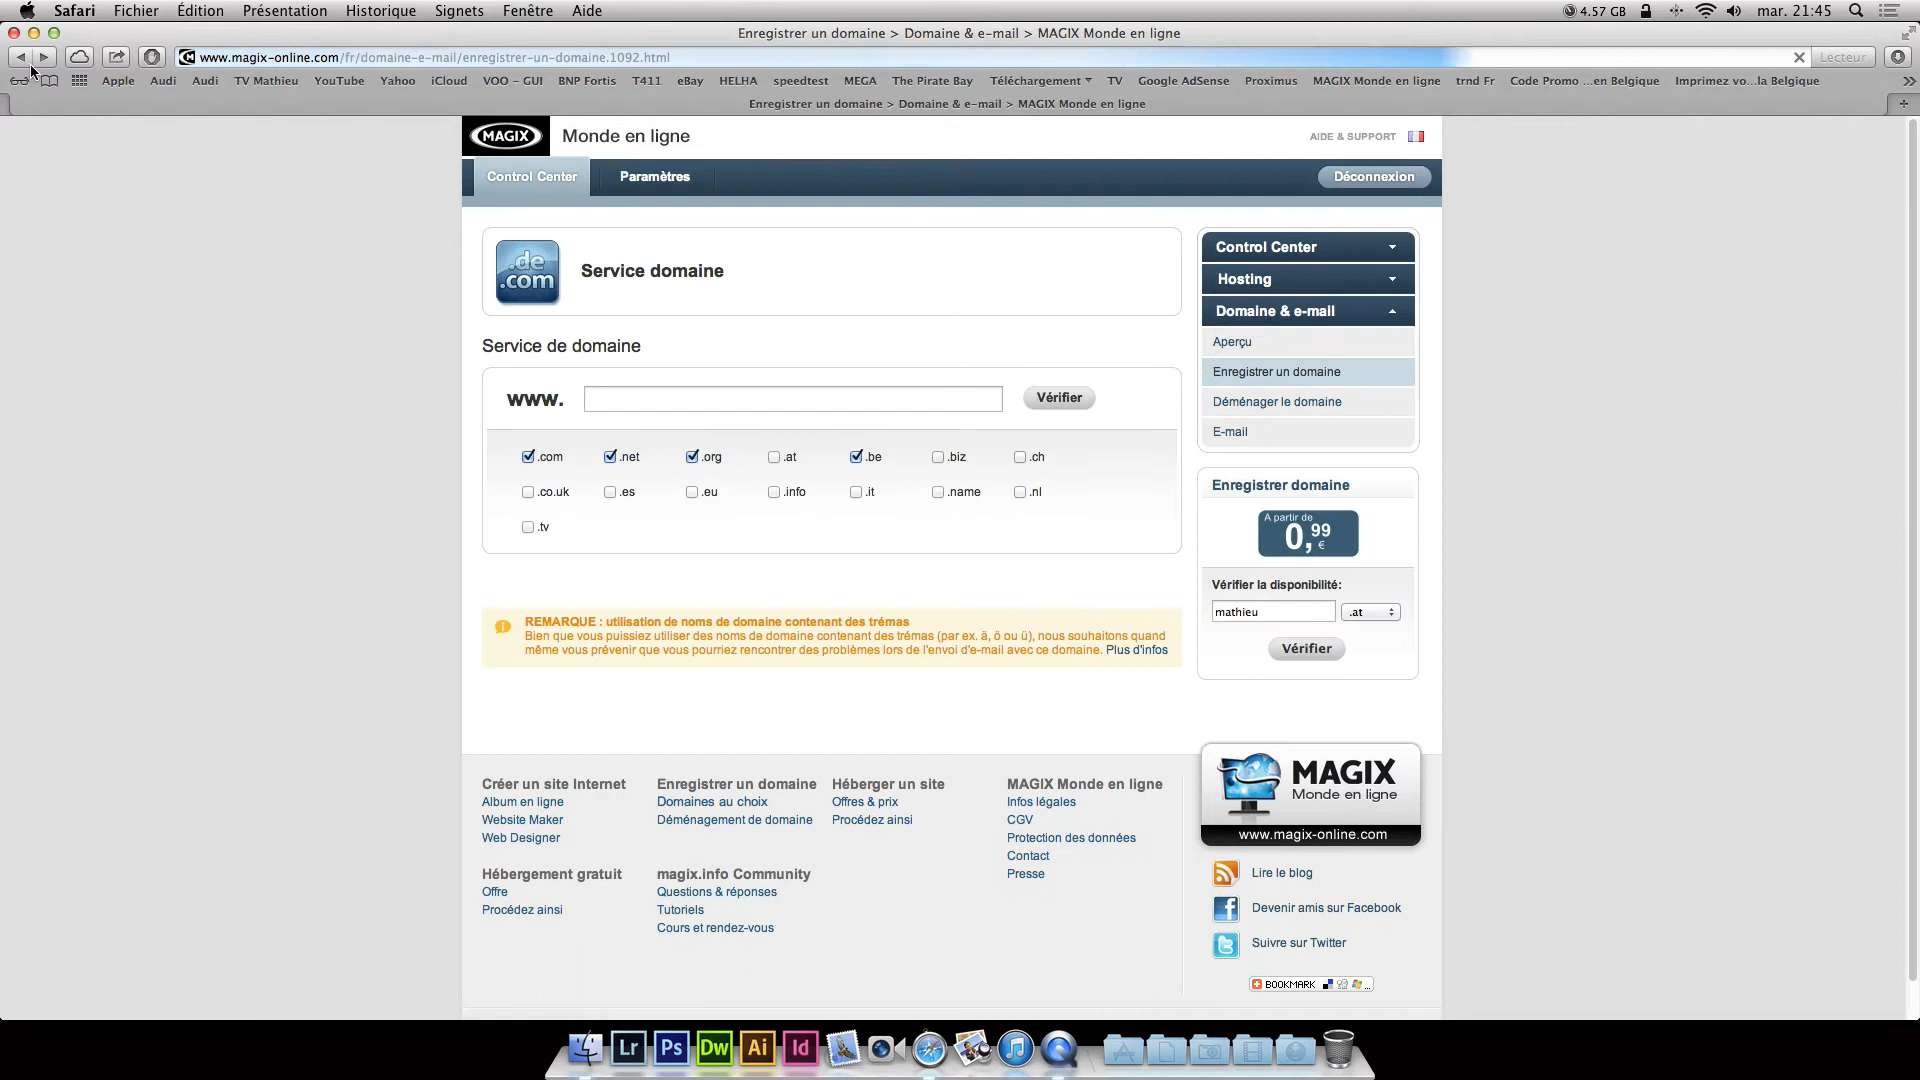 Safari Fichier Édition Présentation Historique Signets Fenêtre Aide 4.57 GB mar. 21:45
Enregistrer un domaine > Domaine & e-mail > MAGIX Monde en ligne
www.magix-online.com/fr/domaine-e-mail/enregistrer-un-domaine.1092.html Lecteur
Apple Audi Audi TV Mathieu YouTube Yahoo iCloud VOO - GUI BNP Fortis T411 eBay HELHA speedtest MEGA The Pirate Bay Téléchargement TV Google AdSense Proximus MAGIX Monde en ligne trnd Fr Code Promo ...en Belgique Imprimez vo...la Belgique
Enregistrer un domaine > Domaine & e-mail > MAGIX Monde en ligne
MAGIX Monde en ligne AIDE & SUPPORT
Control Center Paramètres Déconnexion
.de
.com
Service domaine
Service de domaine
www. Vérifier
.com .net .org .at .be .biz .ch
.co.uk .es .eu .info .it .name .nl
.tv
REMARQUE : utilisation de noms de domaine contenant des trémas
Bien que vous puissiez utiliser des noms de domaine contenant des trémas (par ex. ä, ö ou ü), nous souhaitons quand
même vous prévenir que vous pourriez rencontrer des problèmes lors de l'envoi d'e-mail avec ce domaine. Plus d'infos
Control Center
Hosting
Domaine & e-mail
Aperçu
Enregistrer un domaine
Déménager le domaine
E-mail
Enregistrer domaine
A partir de
0,99 €
Vérifier la disponibilité:
mathieu .at
Vérifier
Créer un site Internet
Album en ligne
Website Maker
Web Designer
Enregistrer un domaine
Domaines au choix
Déménagement de domaine
Héberger un site
Offres & prix
Procédez ainsi
MAGIX Monde en ligne
Infos légales
CGV
Protection des données
Contact
Presse
Hébergement gratuit
Offre
Procédez ainsi
magix.info Community
Questions & réponses
Tutoriels
Cours et rendez-vous
MAGIX
Monde en ligne
www.magix-online.com
Lire le blog
Devenir amis sur Facebook
Suivre sur Twitter
BOOKMARK ...
Lr Ps Dw Ai Id